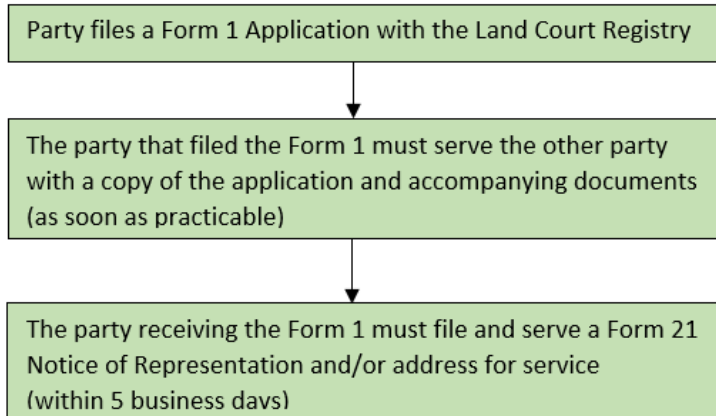 Party files a Form 1 Application with the Land Court Registry
The party that filed the Form 1 must serve the other party
with a copy of the application and accompanying documents
(as soon as practicable)
The party receiving the Form 1 must file and serve a Form 21
Notice of Representation and/or address for service
(within 5 business days)